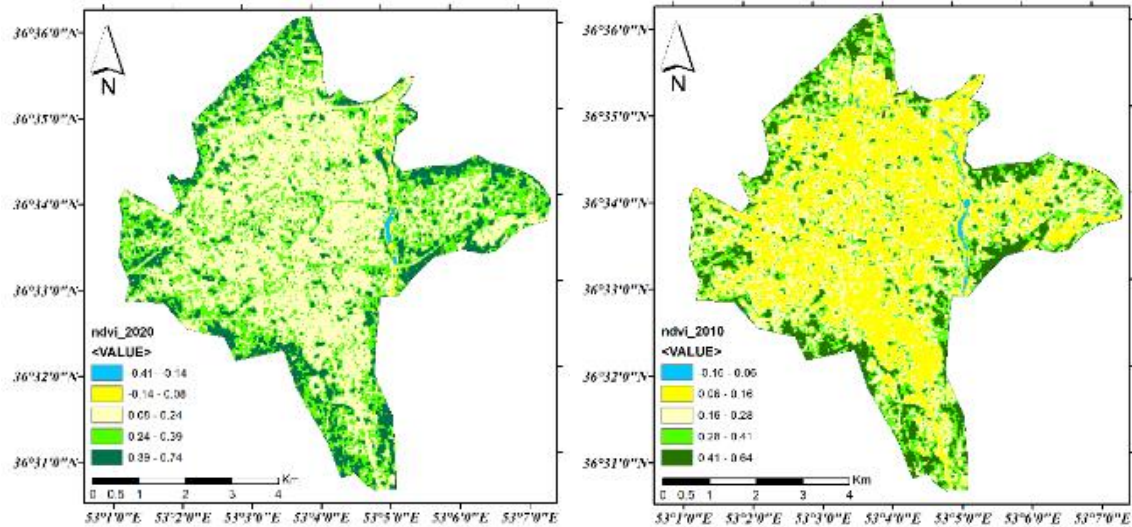 36°36'0"N
36°35'0"N
36°34'0"N
36°33'0"N
36°32'0"N
36°31'0"N
N
ndvi_2020
<VALUE>
-0.41 - -0.14
-0.14 - 0.08
0.08 - 0.24
0.24 - 0.39
0.39 - 0.74
Km
0 0.5 1 2 3 4
53°1'0"E 53°2'0"E 53°3'0"E 53°4'0"E 53°5'0"E 53°6'0"E 53°7'0"E
36°36'0"N
36°35'0"N
36°34'0"N
36°33'0"N
36°32'0"N
36°31'0"N
N
ndvi_2010
<VALUE>
-0.16 - 0.06
0.06 - 0.16
0.16 - 0.28
0.28 - 0.41
0.41 - 0.64
Km
0 0.5 1 2 3 4
53°1'0"E 53°2'0"E 53°3'0"E 53°4'0"E 53°5'0"E 53°6'0"E 53°7'0"E